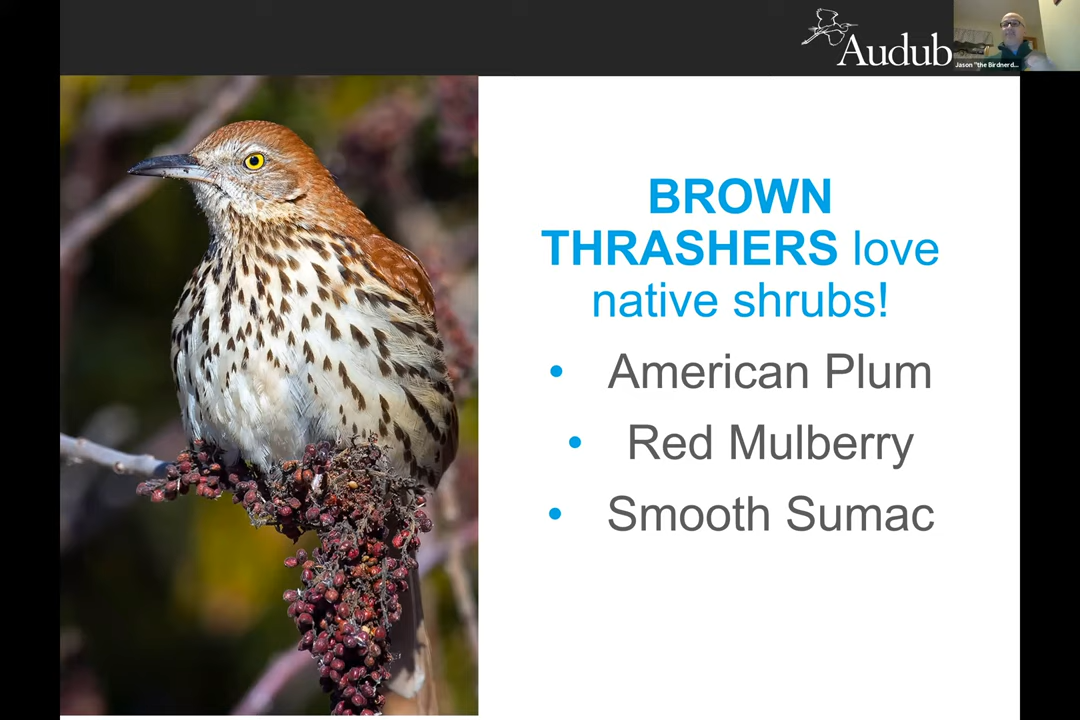 Audub
Jason "the Birdnerd...
BROWN
THRASHERS love
native shrubs!
• American Plum
• Red Mulberry
• Smooth Sumac